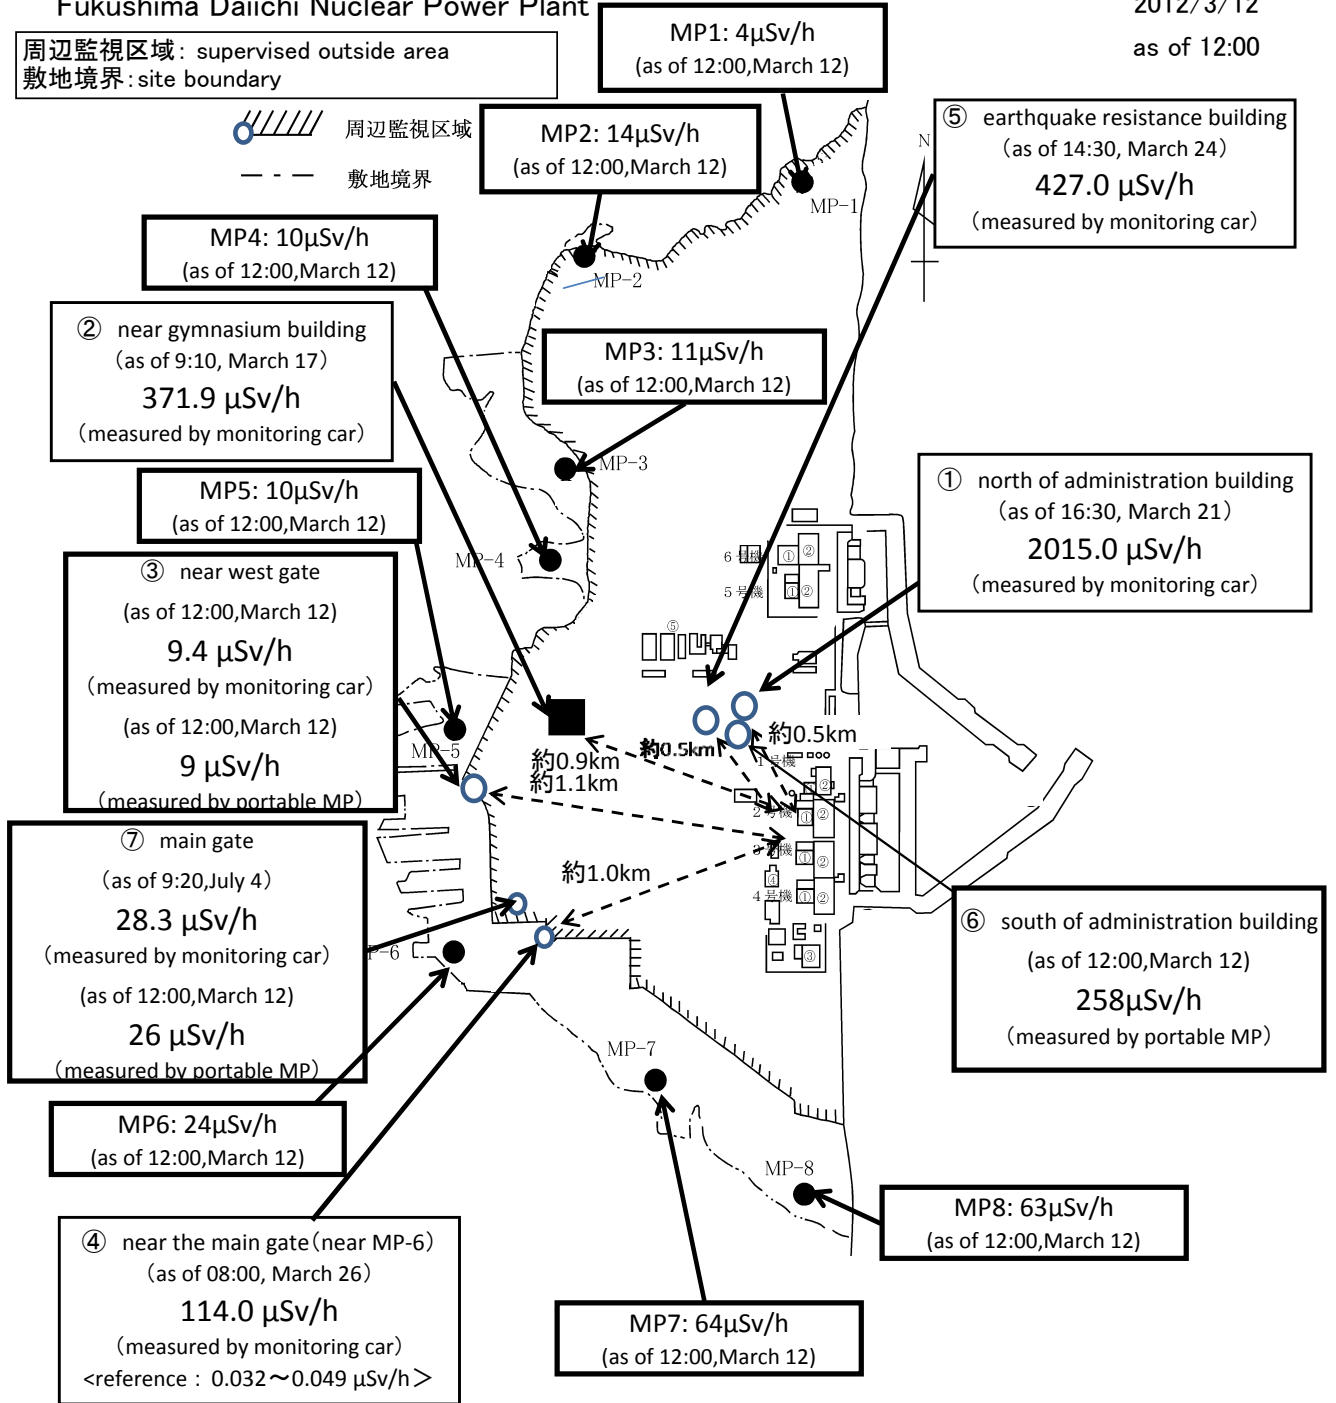 Fukushima Daiichi Nuclear Power Plant
2012/3/12
as of 12:00
周辺監視区域: supervised outside area
敷地境界:site boundary
周辺監視区域
敷地境界
MP1: 4μSv/h
(as of 12:00,March 12)
MP2: 14μSv/h
(as of 12:00,March 12)
⑤ earthquake resistance building
(as of 14:30, March 24)
427.0 μSv/h
(measured by monitoring car)
N
MP-1
MP4: 10μSv/h
(as of 12:00,March 12)
MP-2
② near gymnasium building
(as of 9:10, March 17)
371.9 μSv/h
(measured by monitoring car)
MP3: 11μSv/h
(as of 12:00,March 12)
MP-3
MP5: 10μSv/h
(as of 12:00,March 12)
① north of administration building
(as of 16:30, March 21)
2015.0 μSv/h
(measured by monitoring car)
MP-4
6号機
① ②
5号機
① ②
③ near west gate
(as of 12:00,March 12)
9.4 μSv/h
(measured by monitoring car)
(as of 12:00,March 12)
9 μSv/h
(measured by portable MP)
⑤
MP-5
約0.9km
約1.1km
約0.5km
約0.5km
1号機
②
2号機
① ②
3号機
① ②
④
4号機
① ②
③
⑦ main gate
(as of 9:20,July 4)
28.3 μSv/h
(measured by monitoring car)
(as of 12:00,March 12)
26 μSv/h
(measured by portable MP)
約1.0km
P-6
⑥ south of administration building
(as of 12:00,March 12)
258μSv/h
(measured by portable MP)
MP-7
MP6: 24μSv/h
(as of 12:00,March 12)
MP-8
MP8: 63μSv/h
(as of 12:00,March 12)
④ near the main gate(near MP-6)
(as of 08:00, March 26)
114.0 μSv/h
(measured by monitoring car)
<reference : 0.032～0.049 μSv/h＞
MP7: 64μSv/h
(as of 12:00,March 12)